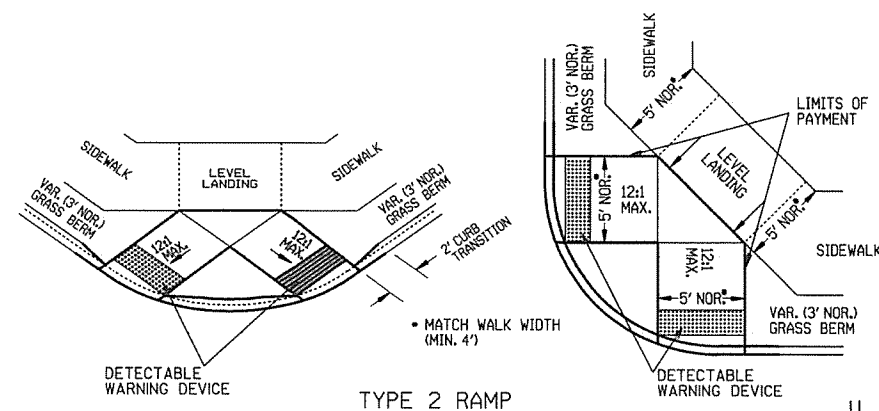 SIDEWALK
LEVEL
LANDING
SIDEWALK
VAR. (3' NOR.)
GRASS BERM
VAR. (3' NOR.)
GRASS BERM
12:1
MAX.
12:1
MAX.
2' CURB
TRANSITION
• MATCH WALK WIDTH
(MIN. 4')
DETECTABLE
WARNING DEVICE
TYPE 2 RAMP
VAR. (3' NOR.)
GRASS BERM
SIDEWALK
5' NOR.•
LIMITS OF
PAYMENT
LEVEL
LANDING
5' NOR.•
12:1
MAX.
5' NOR.•
12:1
MAX.
5' NOR.•
SIDEWALK
VAR. (3' NOR.)
GRASS BERM
DETECTABLE
WARNING DEVICE